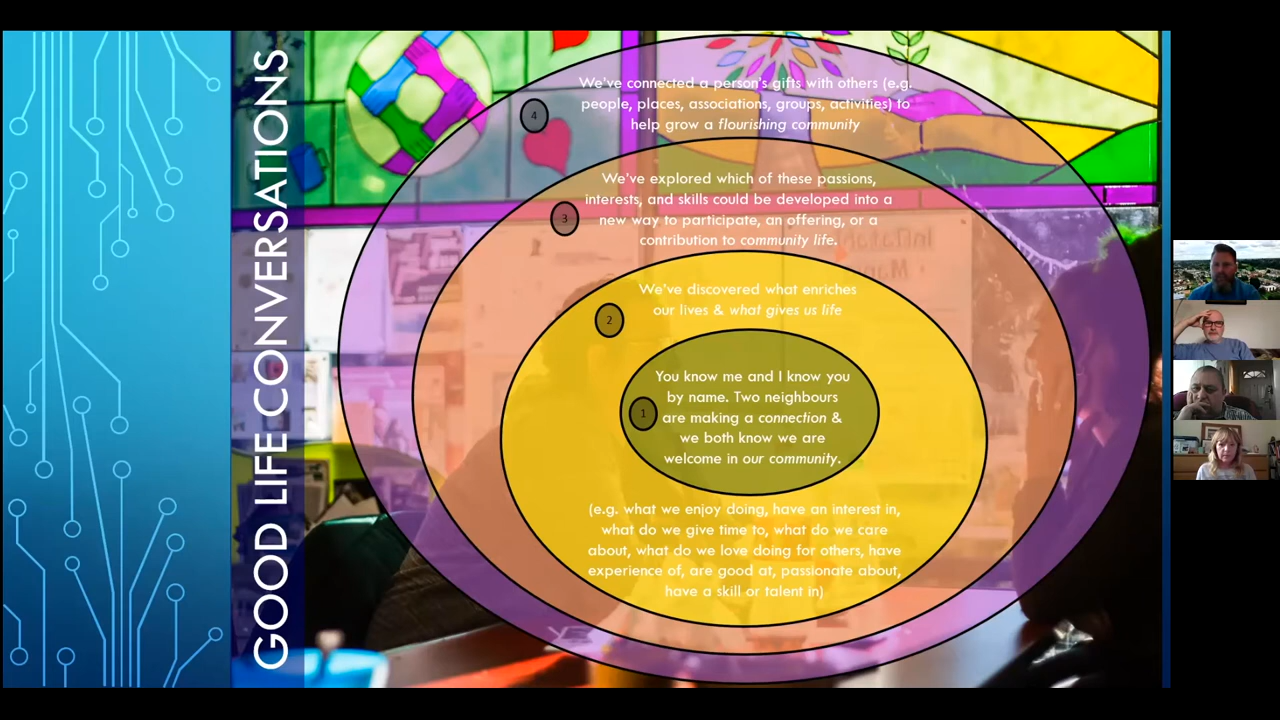 GOOD LIFE CONVERSATIONS
4
We've connected a person's gifts with others (e.g.
people, places, associations, groups, activities) to
help grow a flourishing community
3
We've explored which of these passions,
interests, and skills could be developed into a
new way to participate, an offering, or a
contribution to community life.
2
We've discovered what enriches
our lives & what gives us life
1
You know me and I know you
by name. Two neighbours
are making a connection &
we both know we are
welcome in our community.
(e.g. what we enjoy doing, have an interest in,
what do we give time to, what do we care
about, what do we love doing for others, have
experience of, are good at, passionate about,
have a skill or talent in)